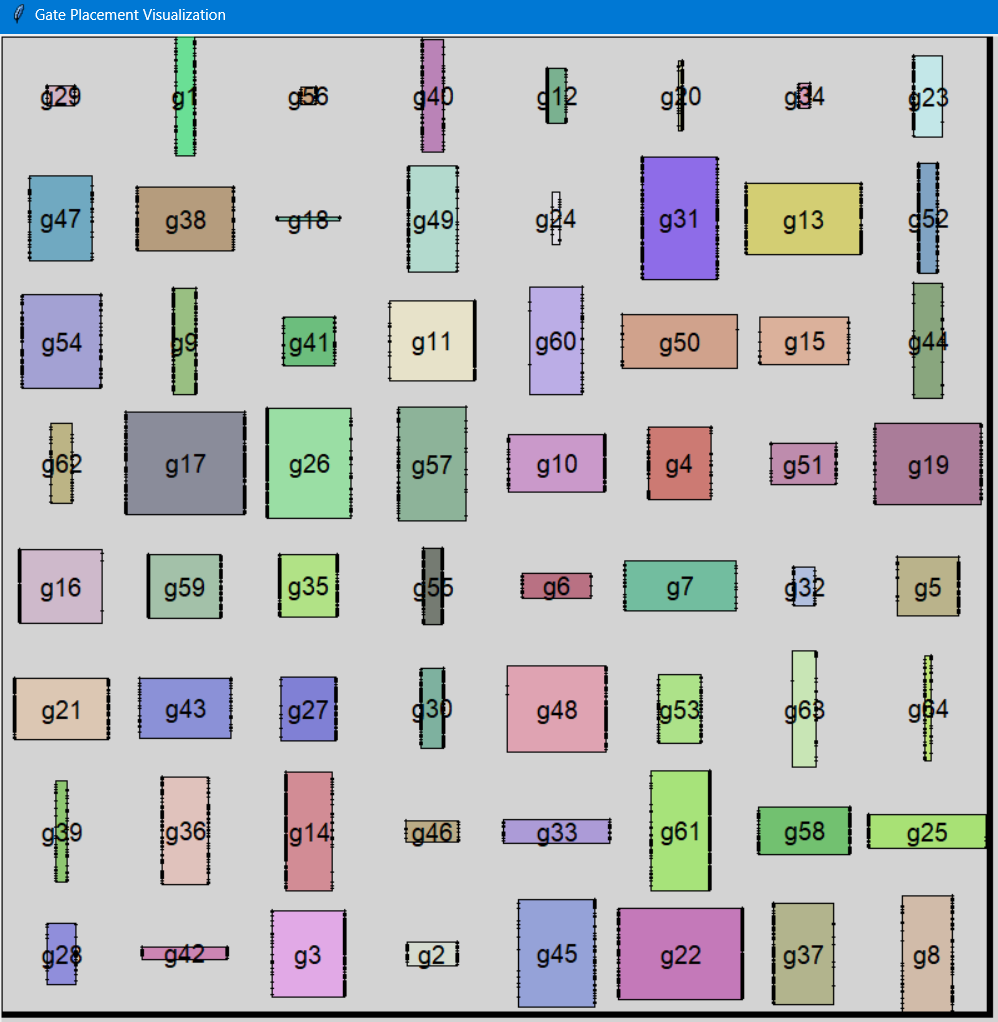 Gate Placement Visualization
g29 g1 g56 g40 g12 g20 g34 g23
g47 g38 g18 g49 g24 g31 g13 g52
g54 g9 g41 g11 g60 g50 g15 g44
g62 g17 g26 g57 g10 g4 g51 g19
g16 g59 g35 g55 g6 g7 g32 g5
g21 g43 g27 g30 g48 g53 g63 g64
g39 g36 g14 g46 g33 g61 g58 g25
g28 g42 g3 g2 g45 g22 g37 g8